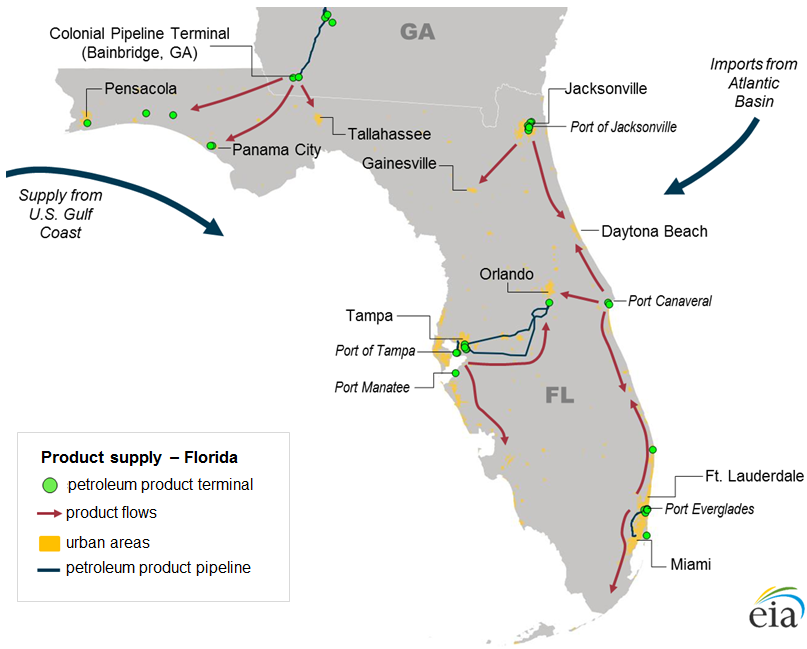 GA
Colonial Pipeline Terminal
(Bainbridge, GA)
Imports from
Atlantic
Basin
Pensacola
Jacksonville
Port of Jacksonville
Tallahassee
Panama City
Gainesville
Supply from
U.S. Gulf
Coast
Daytona Beach
Orlando
Port Canaveral
Tampa
Port of Tampa
Port Manatee
FL
Product supply – Florida
petroleum product terminal
product flows
urban areas
petroleum product pipeline
Ft. Lauderdale
Port Everglades
Miami
eia